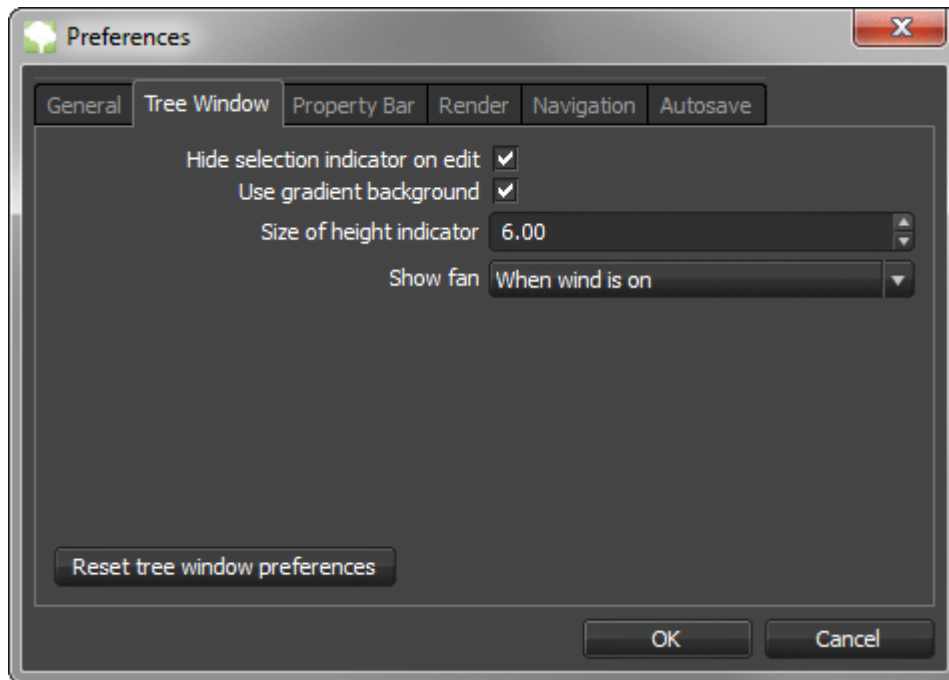 Preferences
General Tree Window Property Bar Render Navigation Autosave
Hide selection indicator on edit
Use gradient background
Size of height indicator 6.00
Show fan When wind is on
Reset tree window preferences
OK Cancel